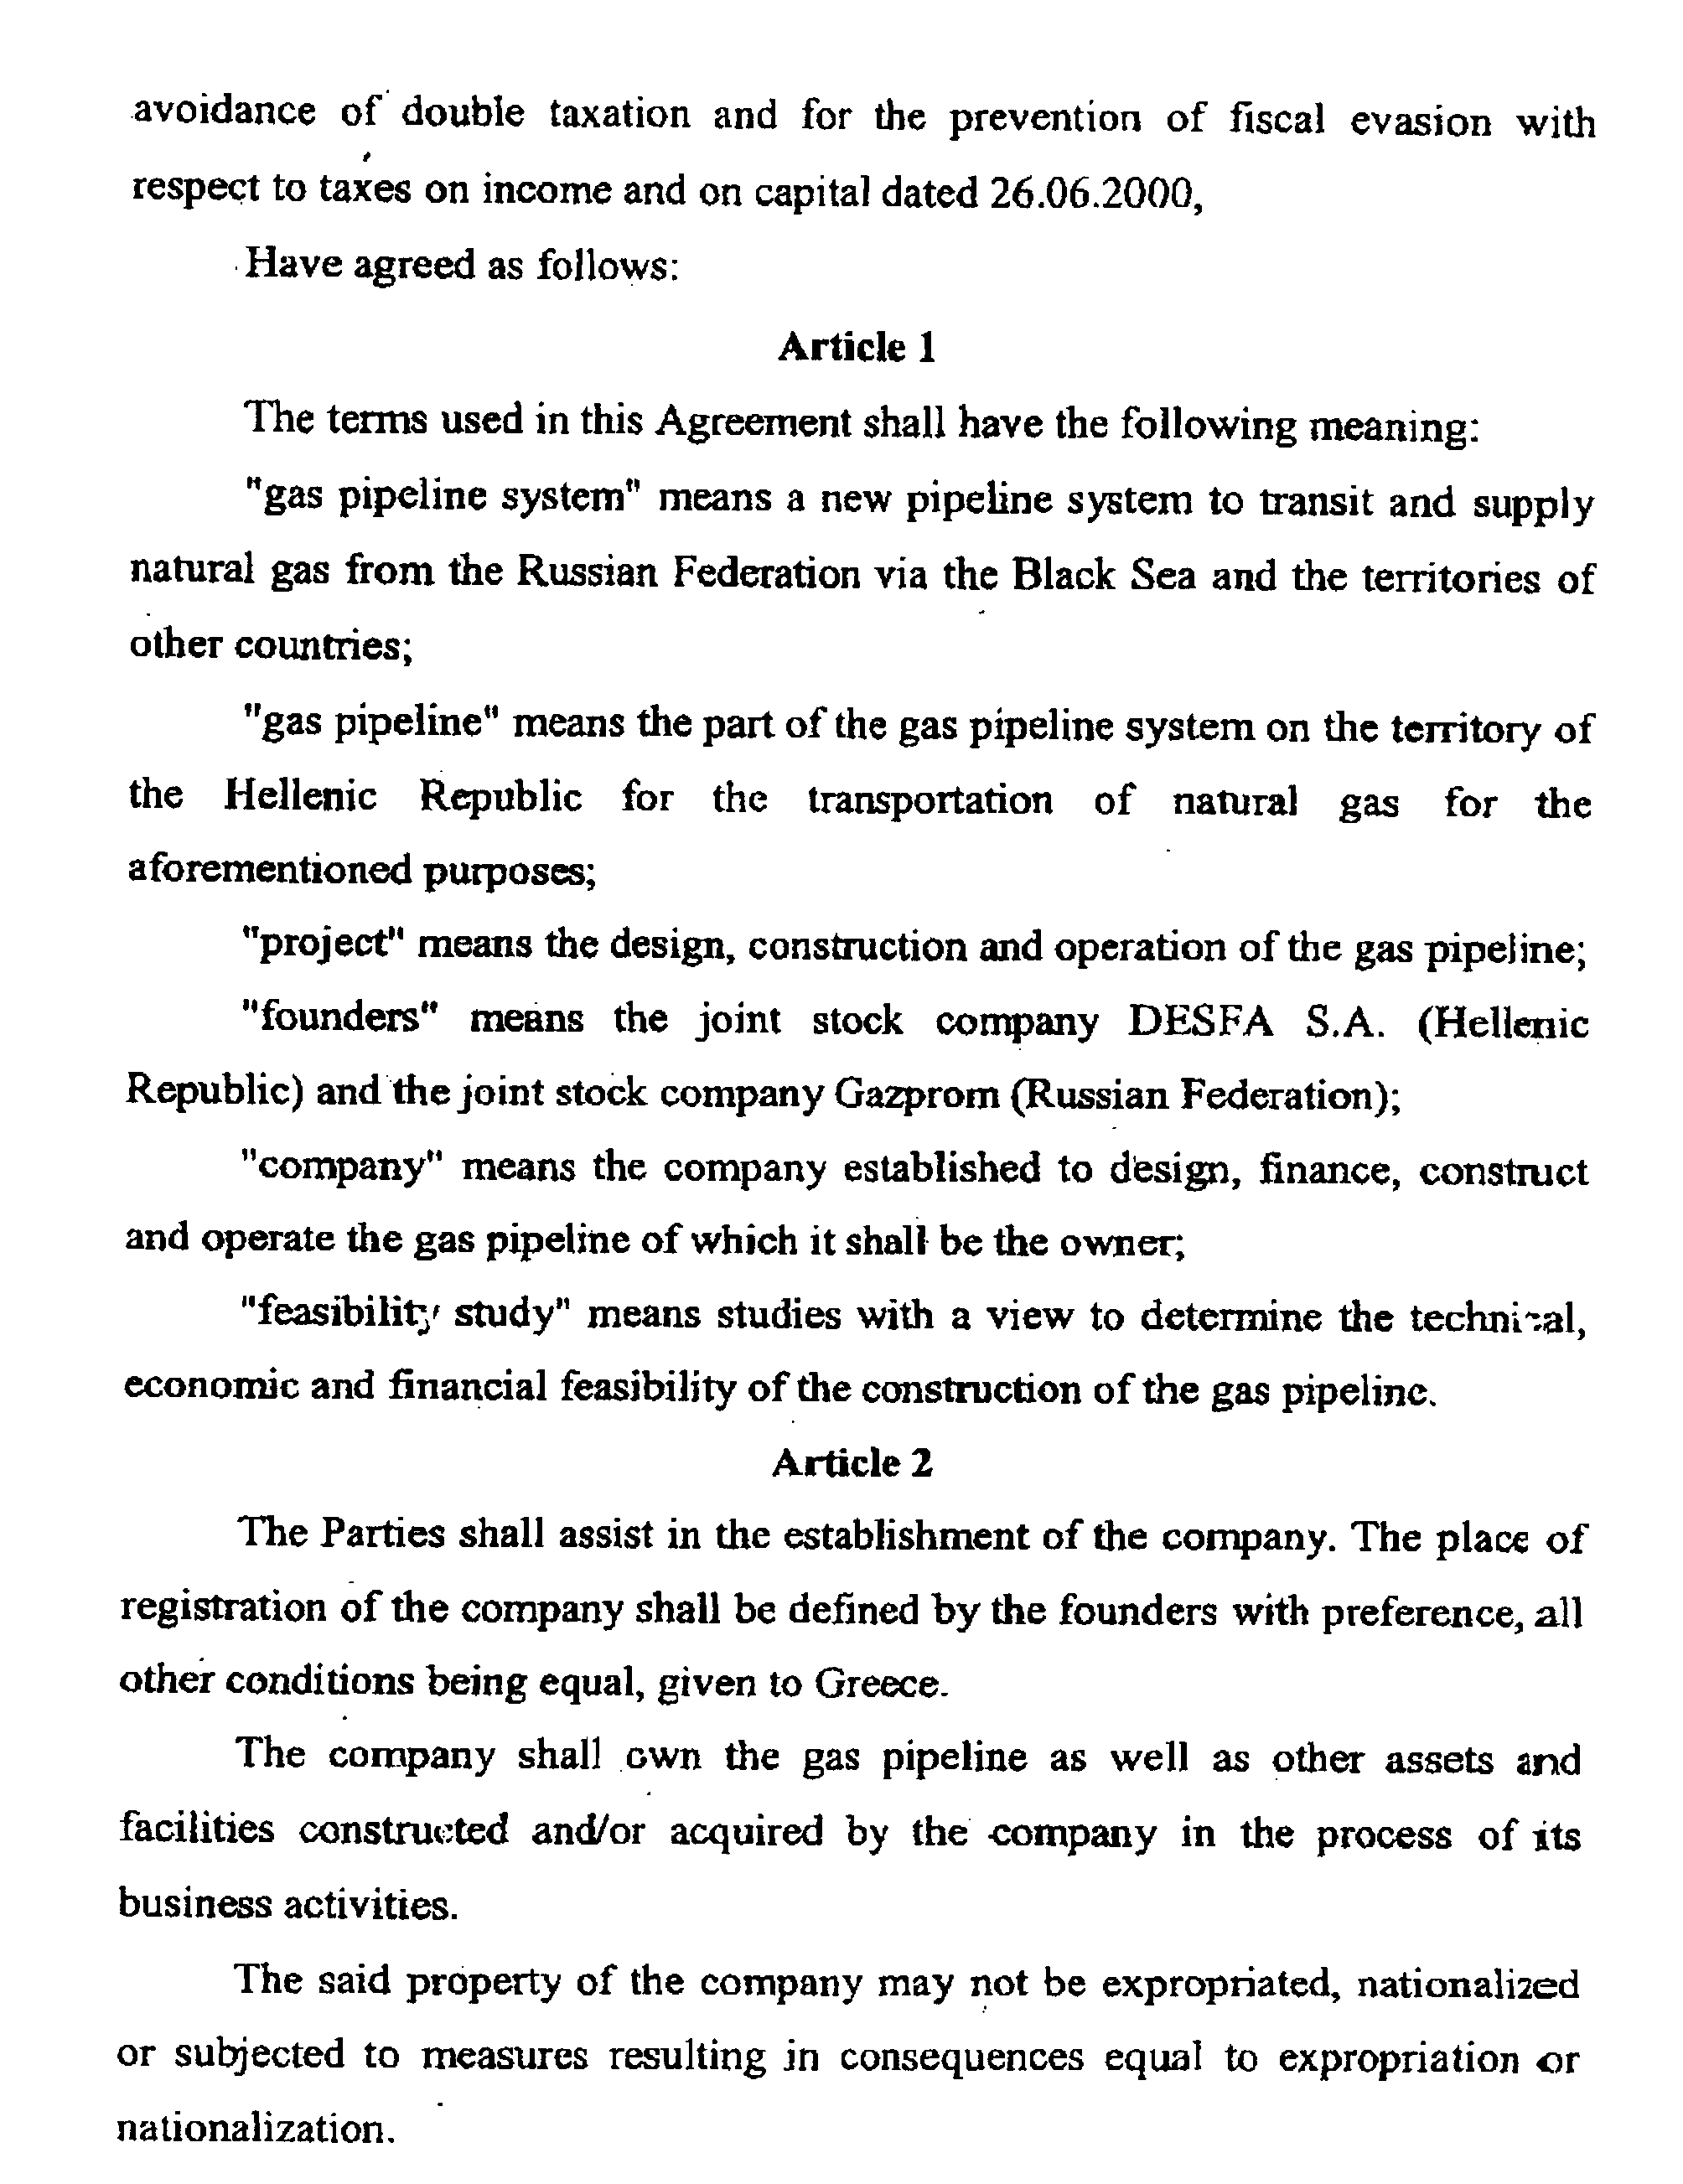 avoidance of double taxation and for the prevention of fiscal evasion with
respect to taxes on income and on capital dated 26.06.2000,
Have agreed as follows:
Article 1
The terms used in this Agreement shall have the following meaning:
"gas pipeline system" means a new pipeline system to transit and supply
natural gas from the Russian Federation via the Black Sea and the territories of
other countries;
"gas pipeline" means the part of the gas pipeline system on the territory of
the Hellenic Republic for the transportation of natural gas for the
aforementioned purposes;
"project" means the design, construction and operation of the gas pipeline;
"founders" means the joint stock company DESFA S.A. (Hellenic
Republic) and the joint stock company Gazprom (Russian Federation);
"company" means the company established to design, finance, construct
and operate the gas pipeline of which it shall be the owner;
"feasibility study" means studies with a view to determine the technical,
economic and financial feasibility of the construction of the gas pipeline.
Article 2
The Parties shall assist in the establishment of the company. The place of
registration of the company shall be defined by the founders with preference, all
other conditions being equal, given to Greece.
The company shall own the gas pipeline as well as other assets and
facilities constructed and/or acquired by the company in the process of its
business activities.
The said property of the company may not be expropriated, nationalized
or subjected to measures resulting in consequences equal to expropriation or
nationalization.